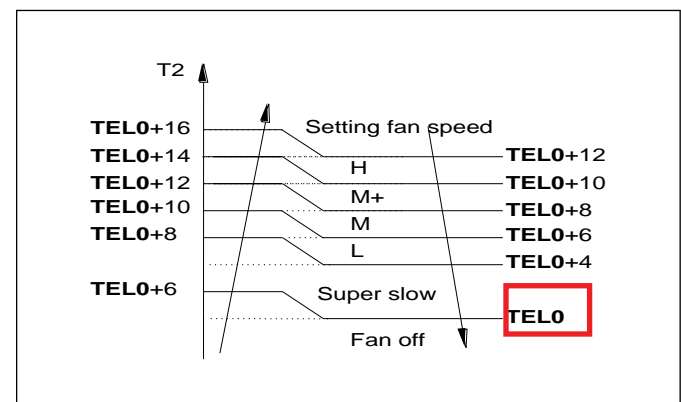 T2
TEL0+16 Setting fan speed
TEL0+14 TEL0+12
H
TEL0+12 TEL0+10
M+
TEL0+10 TEL0+8
M
TEL0+8 TEL0+6
L
TEL0+4
TEL0+6 Super slow
TEL0
Fan off